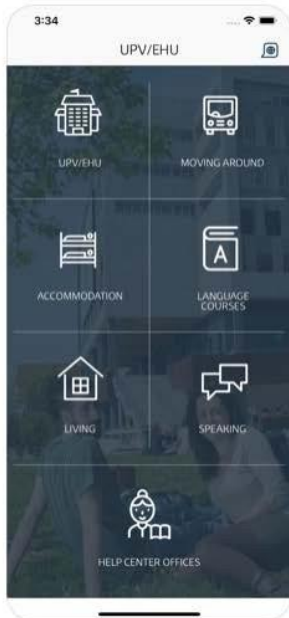 3:34
UPV/EHU
UPV/EHU
MOVING AROUND
ACCOMMODATION
LANGUAGE
COURSES
A
LIVING
SPEAKING
HELP CENTER OFFICES